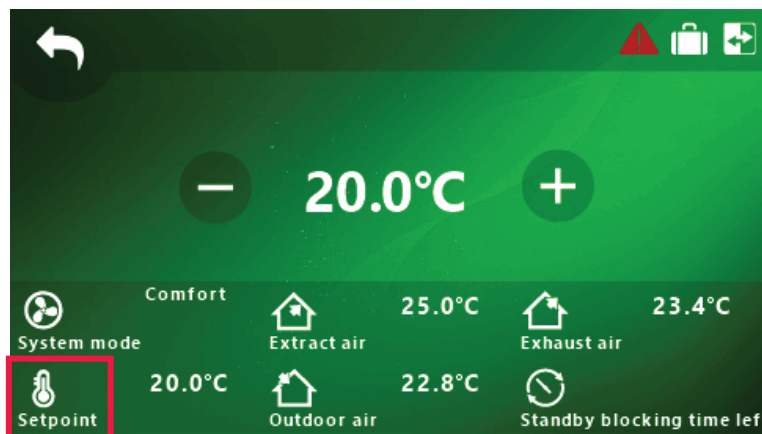 20.0°C
Comfort 25.0°C 23.4°C
System mode Extract air Exhaust air
20.0°C 22.8°C
Setpoint Outdoor air Standby blocking time lef